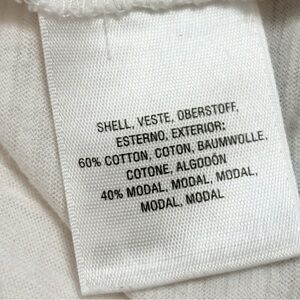 SHELL, VESTE, OBERSTOFF,
ESTERNO, EXTERIOR:
60% COTTON, COTON, BAUMWOLLE,
COTONE, ALGODÓN
40% MODAL, MODAL, MODAL,
MODAL, MODAL